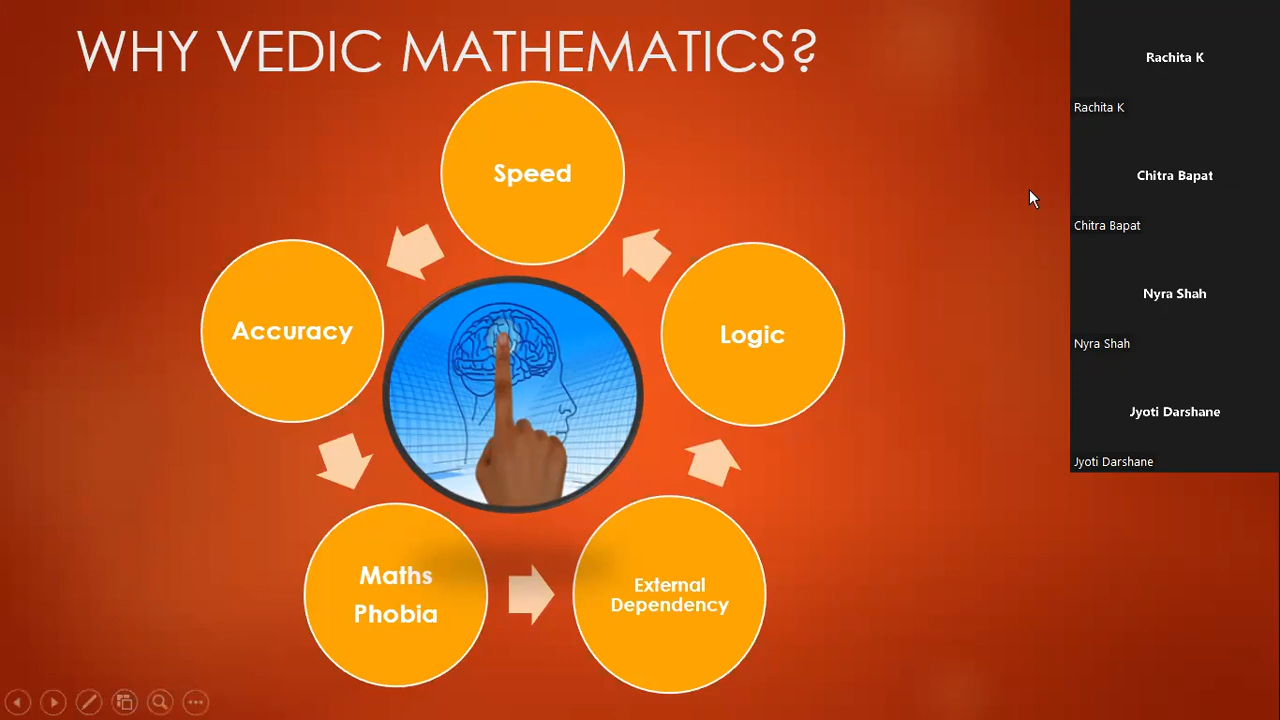 WHY VEDIC MATHEMATICS?
Speed
Accuracy
Logic
Maths
Phobia
External
Dependency
Rachita K
Rachita K
Chitra Bapat
Chitra Bapat
Nyra Shah
Nyra Shah
Jyoti Darshane
Jyoti Darshane